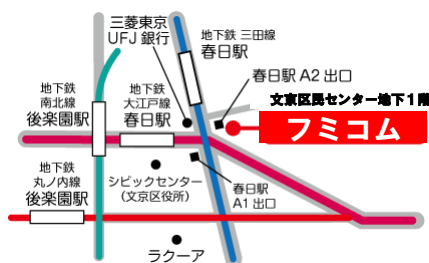 三菱東京
UFJ 銀行
地下鉄 三田線
春日駅
春日駅 A2 出口
文京区民センター地下1階
フミコム
地下鉄
南北線
後楽園駅
地下鉄
大江戸線
春日駅
地下鉄
丸ノ内線
後楽園駅
シビックセンター
（文京区役所）
春日駅
A1 出口
ラクーア